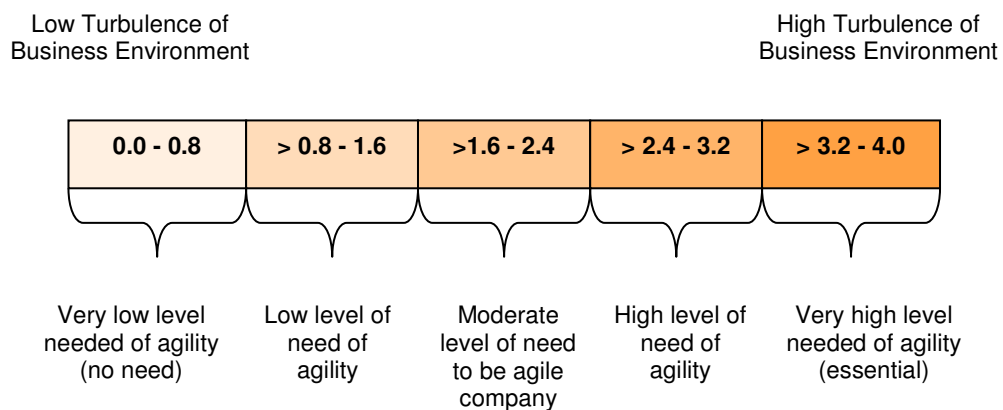 Low Turbulence of
Business Environment
High Turbulence of
Business Environment
0.0 - 0.8
> 0.8 - 1.6
>1.6 - 2.4
> 2.4 - 3.2
> 3.2 - 4.0
Very low level
needed of agility
(no need)
Low level of
need of
agility
Moderate
level of need
to be agile
company
High level of
need of
agility
Very high level
needed of agility
(essential)